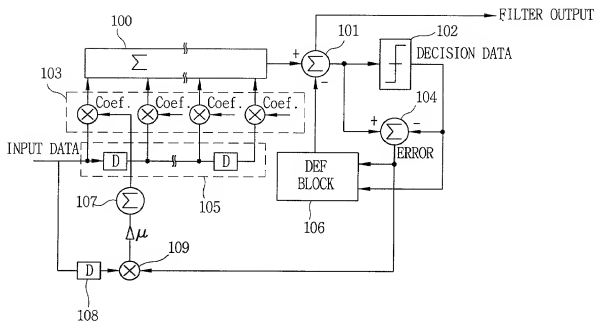 FILTER OUTPUT
100
101
102
Σ
+
Σ
−
DECISION DATA
103
Coef.
Coef.
Coef.
Coef.
104
+
Σ
−
INPUT DATA
D
D
ERROR
DEF
BLOCK
105
107
Σ
106
Δμ
109
D
108